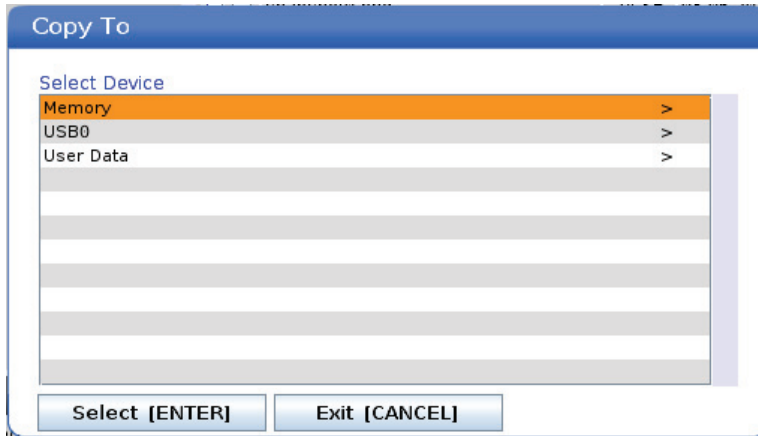 Copy To
Select Device
Memory >
USB0 >
User Data >
Select [ENTER] Exit [CANCEL]